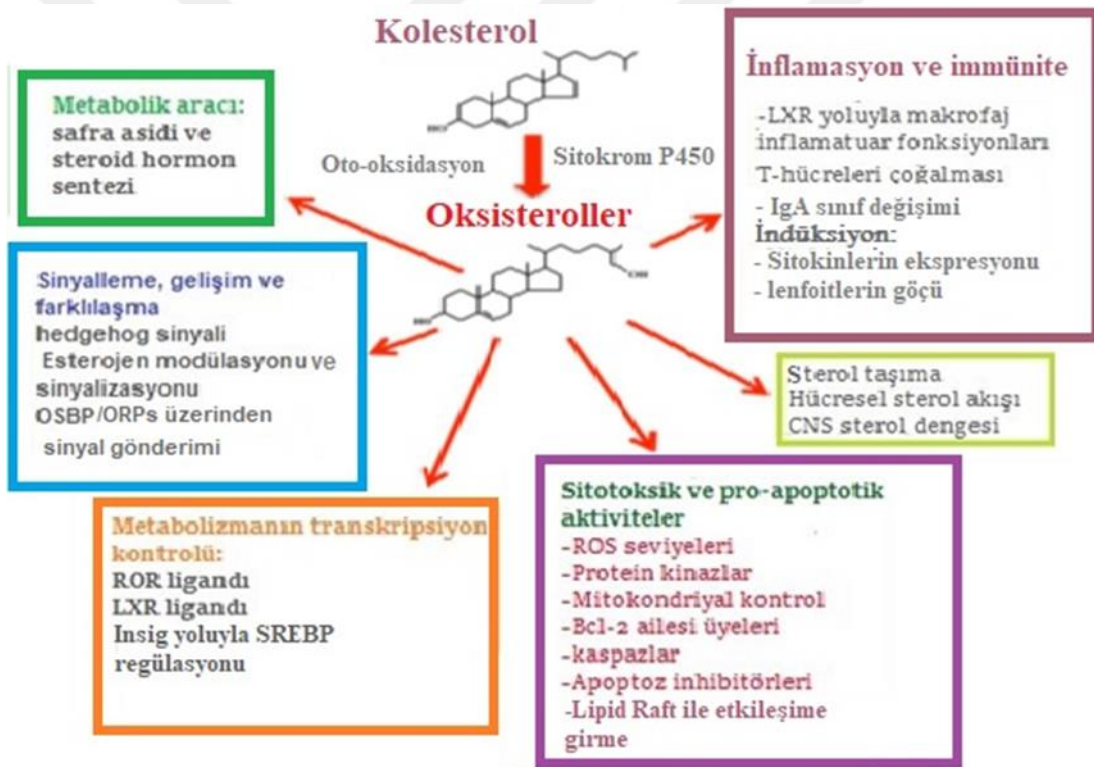 Kolesterol
HO
Oto-oksidasyon
Sitokrom P450
Oksisteroller
OH
HO
Metabolik aracı:
safra asidi ve
steroid hormon
sentezi
Sinyalleme, gelişim ve
farklılaşma
hedgehog sinyali
Esterojen modülasyonu ve
sinyalizasyonu
OSBP/ORPs üzerinden
sinyal gönderimi
Metabolizmanın transkripsiyon
kontrolü:
ROR ligandı
LXR ligandı
Insig yoluyla SREBP
regülasyonu
Sitotoksik ve pro-apoptotik
aktiviteler
-ROS seviyeleri
-Protein kinazlar
-Mitokondriyal kontrol
-Bcl-2 ailesi üyeleri
-kaspazlar
-Apoptoz inhibitörleri
-Lipid Raft ile etkileşime
girme
Sterol taşıma
Hücresel sterol akışı
CNS sterol dengesi
İnflamasyon ve immünite
-LXR yoluyla makrofaj
inflamatuar fonksiyonları
T-hücreleri çoğalması
- IgA sınıf değişimi
İndüksiyon:
- Sitokinlerin ekspresyonu
- lenfoitlerin göçü